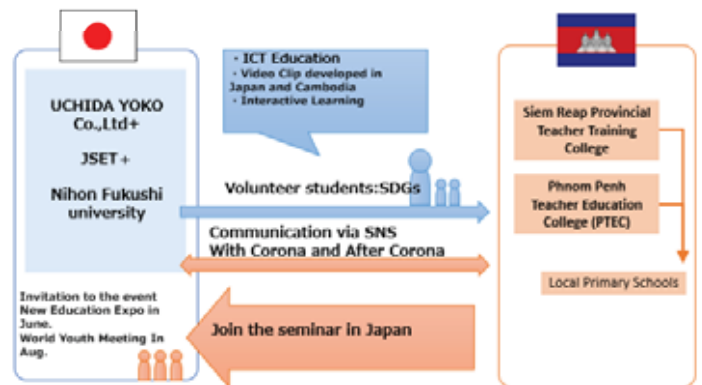 UCHIDA YOKO
Co.,Ltd+
JSET+
Nihon Fukushi
university
Invitation to the event
New Education Expo in
June.
World Youth Meeting In
Aug.
· ICT Education
· Video Clip developed in
Japan and Cambodia
· Interactive Learning
Volunteer students:SDGs
Communication via SNS
With Corona and After Corona
Join the seminar in Japan
Siem Reap Provincial
Teacher Training
College
Phnom Penh
Teacher Education
College (PTEC)
Local Primary Schools